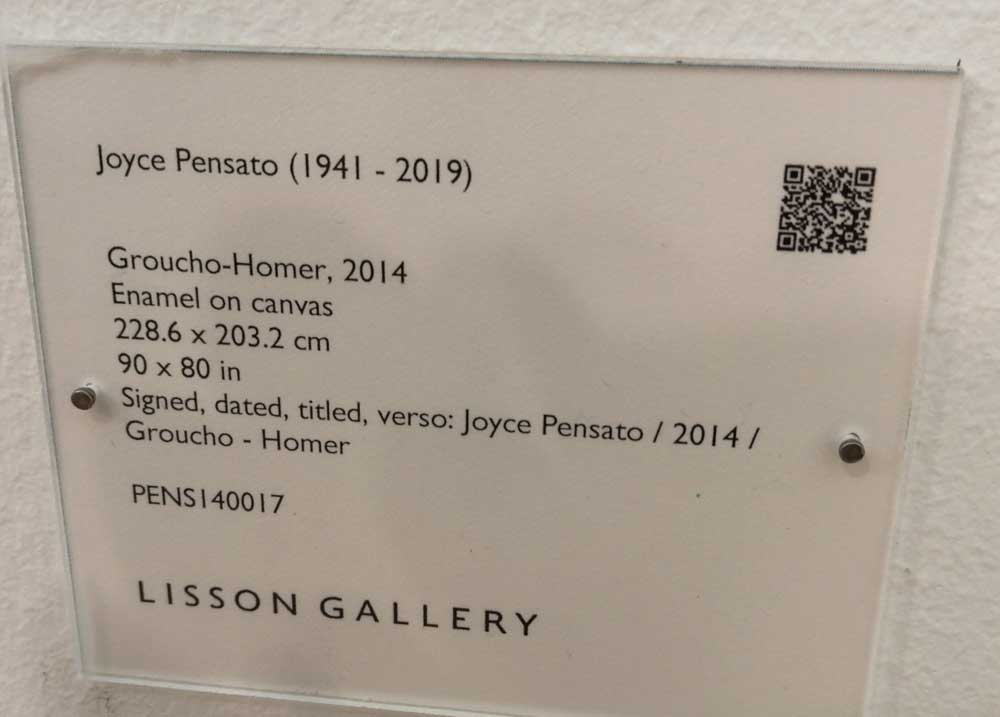 Joyce Pensato (1941 - 2019)
Groucho-Homer, 2014
Enamel on canvas
228.6 x 203.2 cm
90 x 80 in
Signed, dated, titled, verso: Joyce Pensato / 2014 /
Groucho - Homer
PENS140017
LISSON GALLERY